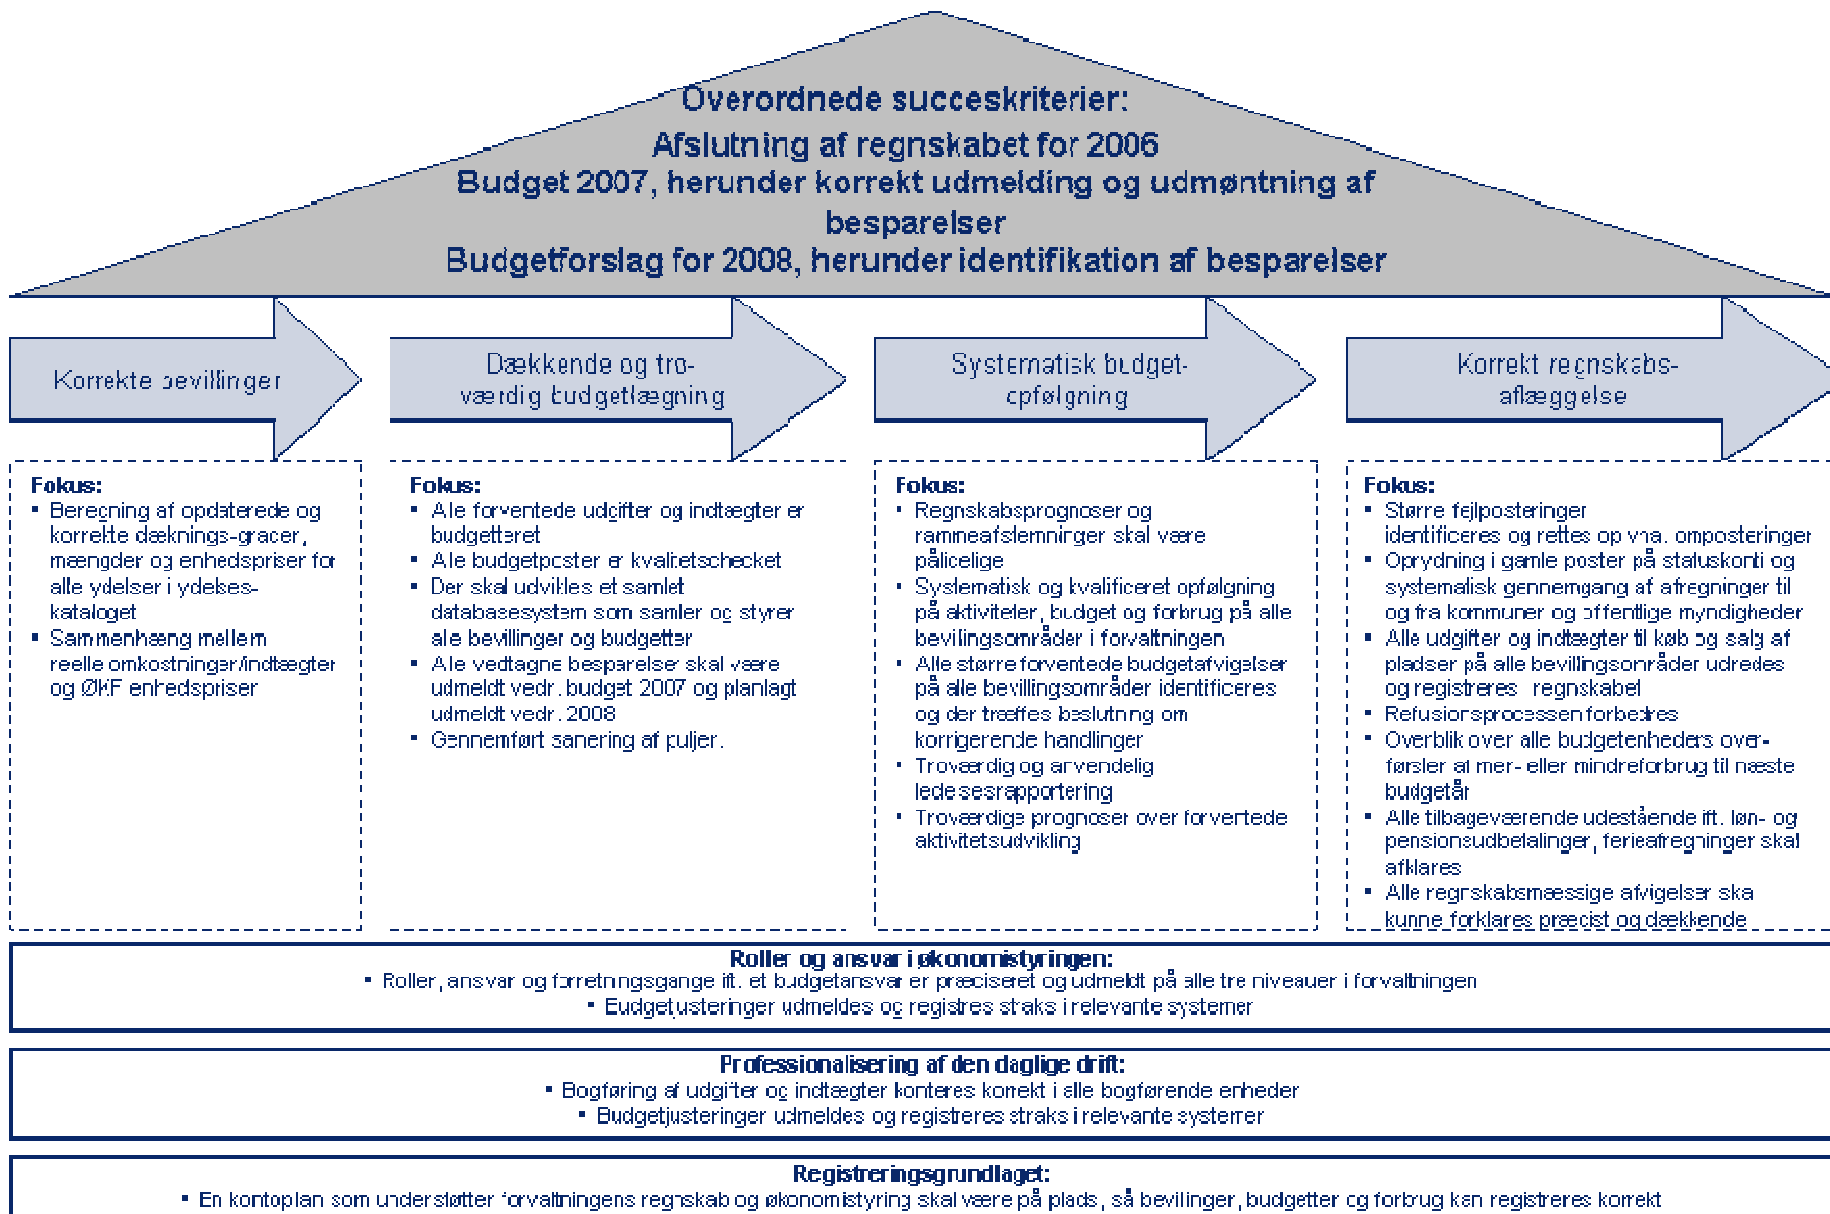 Overordnede succeskriterier:
Afslutning af regnskabet for 2006
Budget 2007, herunder korrekt udmelding og udmøntning af
besparelser
Budgetforslag for 2008, herunder identifikation af besparelser
Korrekte bevillinger
Dækkende og tro-
værdig budgetlægning
Systematisk budget-
opfølgning
Korrekt regnskabs-
aflæggelse
Fokus:
▪ Beregning af opdaterede og
korrekte dæknings-grader,
mængder og enhedspriser for
alle ydelser i ydelses-
kataloget
▪ Sammenhæng mellem
reelle omkostninger/indtægter
og ØKF enhedspriser
Fokus:
▪ Alle forventede udgifter og indtægter er
budgetteret
▪ Alle budgetposter er kvalitetschecket
▪ Der skal udvikles et samlet
databasesystem som samler og styrer
alle bevillinger og budgetter
▪ Alle vedtagne besparelser skal være
udmeldt vedr. budget 2007 og planlagt
udmeldt vedr. 2008
▪ Gennemført sanering af puljer.
Fokus:
▪ Regnskabsprognoser og
rammeafstemninger skal være
pålidelige
▪ Systematisk og kvalificeret opfølgning
på aktiviteter, budget og forbrug på alle
bevillingsområder i forvaltningen
▪ Alle større forventede budgetafvigelser
på alle bevillingsområder identificeres
og der træffes beslutning om
korrigerende handlinger
▪ Troværdig og anvendelig
ledelsesrapportering
▪ Troværdige prognoser over forventede
aktivitetsudvikling
Fokus:
▪ Større fejlposteringer
identificeres og rettes op vha. omposteringer
▪ Oprydning i gamle poster på statuskonti og
systematisk gennemgang af afregninger til
og fra kommuner og offentlige myndigheder
▪ Alle udgifter og indtægter til køb og salg af
pladser på alle bevillingsområder udredes
og registreres i regnskabet
▪ Refusionsprocessen forbedres
▪ Overblik over alle budgetenheders over-
førsler af mer- eller mindreforbrug til næste
budgetår
▪ Alle tilbageværende udestående ift. løn- og
pensionsudbetalinger, ferieafregninger skal
afklares
▪ Alle regnskabsmæssige afvigelser skal
kunne forklares præcist og dækkende
Roller og ansvar i økonomistyringen:
▪ Roller, ansvar og forretningsgange ift. et budgetansvar er præciseret og udmeldt på alle tre niveauer i forvaltningen
▪ Budgetjusteringer udmeldes og registres straks i relevante systemer
Professionalisering af den daglige drift:
▪ Bogføring af udgifter og indtægter konteres korrekt i alle bogførende enheder
▪ Budgetjusteringer udmeldes og registreres straks i relevante systemer
Registreringsgrundlaget:
▪ En kontoplan som understøtter forvaltningens regnskab og økonomistyring skal være på plads, så bevillinger, budgetter og forbrug kan registreres korrekt